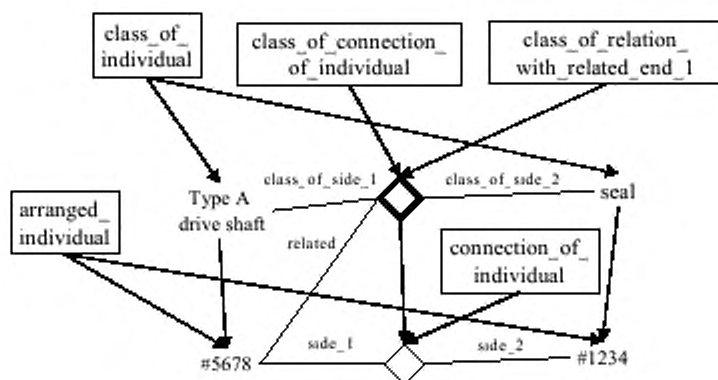 class_of_
individual
class_of_connection_
of_individual
class_of_relation_
with_related_end_1
class_of_side_1
class_of_side_2
Type A
drive shaft
seal
arranged_
individual
related
connection_of_
individual
side_1
side_2
#5678
#1234